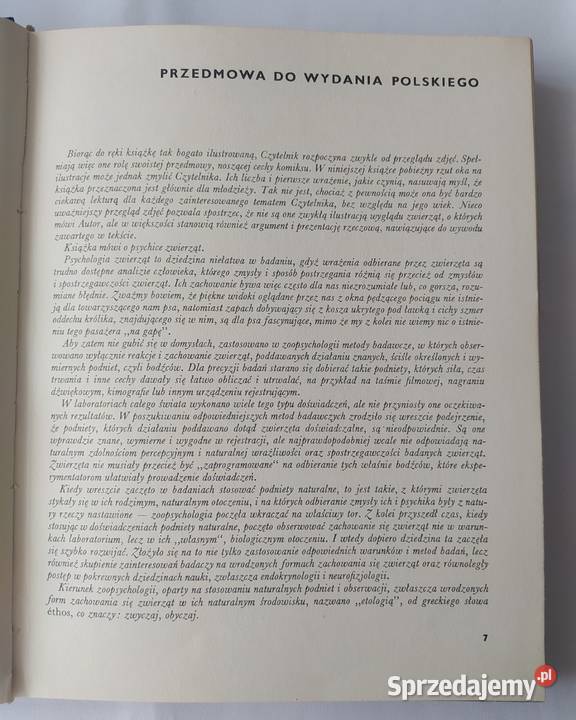 PRZEDMOWA DO WYDANIA POLSKIEGO
Biorąc do ręki książkę tak bogato ilustrowaną, Czytelnik rozpoczyna zwykle od przeglądu zdjęć. Speł-
niają więc one rolę swoistej przedmowy, noszącej cechy komiksu. W niniejszej książce pobieżny rzut oka na
ilustracje może jednak zmylić Czytelnika. Ich liczba i pierwsze wrażenie, jakie czynią, nasuwają myśl, że
książka przeznaczona jest głównie dla młodzieży. Tak nie jest, chociaż z pewnością może ona być bardzo
ciekawą lekturą dla każdego zainteresowanego tematem Czytelnika, bez względu na jego wiek. Nieco
uważniejszy przegląd zdjęć pozwala spostrzec, że nie są one zwykłą ilustracją wyglądu zwierząt, o których
mówi Autor, ale w większości stanowią również argument i prezentację rzeczową, nawiązujące do wywodu
zawartego w tekście.
Książka mówi o psychice zwierząt.
Psychologia zwierząt to dziedzina niełatwa w badaniu, gdyż wrażenia odbierane przez zwierzęta są
trudno dostępne analizie człowieka, którego zmysły i sposób postrzegania różnią się przecież od zmysłów
i spostrzegawczości zwierząt. Ich zachowanie bywa więc często dla nas niezrozumiałe lub, co gorsza, rozu-
miane błędnie. Zważmy bowiem, że piękne widoki oglądane przez nas z okna pędzącego pociągu nie istnie-
ją dla towarzyszącego nam psa, natomiast zapach dobywający się z kosza ukrytego pod ławką i cichy szmer
oddechu królika, znajdującego się w nim, są dla psa fascynujące, mimo że my z kolei nie wiemy nic o istnie-
niu tego pasażera „na gapę”.
Aby zatem nie gubić się w domysłach, zastosowano w zoopsychologii metody badawcze, w których obser-
wowano wyłącznie reakcje i zachowanie zwierząt, poddawanych działaniu znanych, ściśle określonych i wy-
miernych podniet, czyli bodźców. Dla precyzji badań starano się dobierać takie podniety, których siła, czas
trwania i inne cechy dawały się łatwo obliczać i utrwalać, na przykład na taśmie filmowej, nagraniu
dźwiękowym, kimografie lub innym urządzeniu rejestrującym.
W laboratoriach całego świata wykonano wiele tego typu doświadczeń, ale nie przyniosły one oczekiwa-
nych rezultatów. W poszukiwaniu odpowiedniejszych metod badawczych zrodziło się wreszcie podejrzenie,
że podniety, których działaniu poddawano dotąd zwierzęta doświadczalne, są nieodpowiednie. Są one
wprawdzie znane, wymierne i wygodne w rejestracji, ale najprawdopodobniej wcale nie odpowiadają na-
turalnym zdolnościom percepcyjnym i naturalnej wrażliwości oraz spostrzegawczości badanych zwierząt.
Zwierzęta nie musiały przecież być „zaprogramowane” na odbieranie tych właśnie bodźców, które ekspe-
rymentatorom ułatwiały prowadzenie doświadczeń.
Kiedy wreszcie zaczęto w badaniach stosować podniety naturalne, to jest takie, z którymi zwierzęta
stykały się w ich rodzimym, naturalnym otoczeniu, i na których odbieranie zmysły ich i psychika były z natu-
ry rzeczy nastawione — zoopsychologia poczęła wkraczać na właściwy tor. Z kolei przyszedł czas, kiedy
stosując w doświadczeniach podniety naturalne, poczęto obserwować zachowanie się zwierząt nie w warun-
kach laboratorium, lecz w ich „własnym”, biologicznym otoczeniu. I wtedy dopiero dziedzina ta zaczęła
się szybko rozwijać. Złożyło się na to nie tylko zastosowanie odpowiednich warunków i metod badań, lecz
również skupienie zainteresowań badaczy na wrodzonych formach zachowania się zwierząt oraz równoległy
postęp w pokrewnych dziedzinach nauki, zwłaszcza endokrynologii i neurofizjologii.
Kierunek zoopsychologii, oparty na stosowaniu naturalnych podniet i obserwacji, zwłaszcza wrodzonych
form zachowania się zwierząt w ich naturalnym środowisku, nazwano „etologią”, od greckiego słowa
éthos, co znaczy: zwyczaj, obyczaj.
7
Sprzedajemy.pl